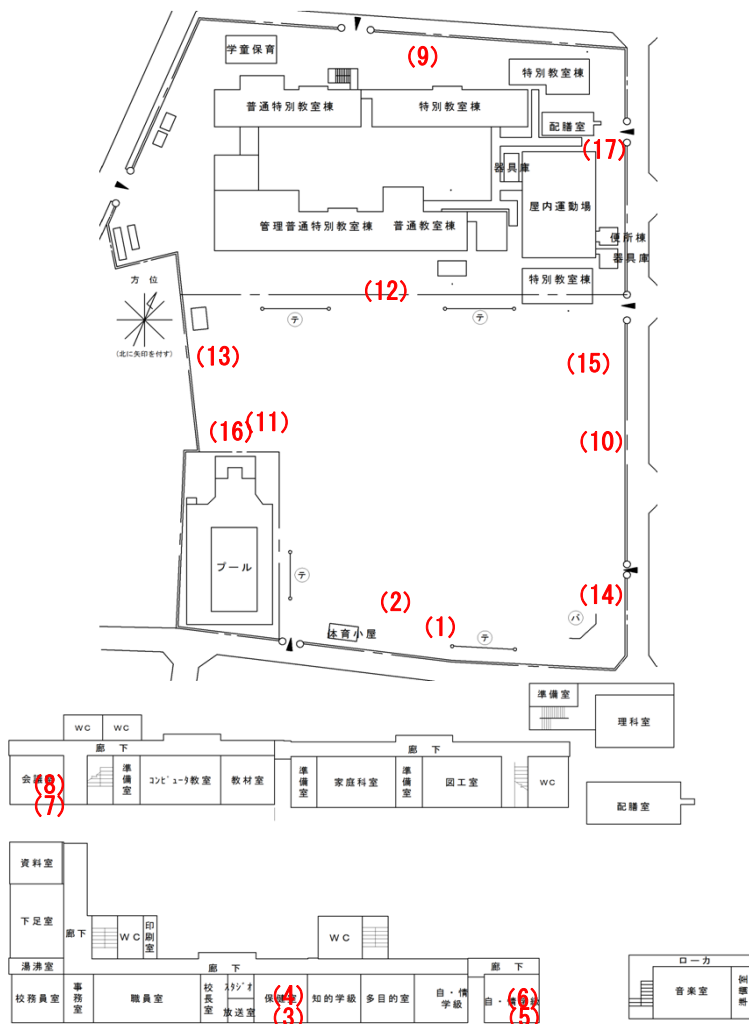 (9)
学童保育
特別教室棟
普通特別教室棟
特別教室棟
配膳室
(17)
器具庫
屋内運動場
管理普通特別教室棟
普通教室棟
便所棟
器具庫
特別教室棟
方位
(北に矢印を付す)
(12)
テ
テ
(13)
(15)
(16)
(11)
(10)
プール
テ
(2)
(14)
バ
体育小屋
(1)
テ
準備室
理科室
WC
WC
廊下
廊下
(8)
(7)
準備室
コンピュータ教室
教材室
準備室
家庭科室
準備室
図工室
WC
配膳室
資料室
下足室
廊下
WC
印刷室
WC
湯沸室
廊下
廊下
ローカ
校務員室
事務室
職員室
校長室
スタジオ
放送室
保健室
(4)
(3)
知的学級
多目的室
自・情
学級
自・情学級
(6)
(5)
音楽室
準備室